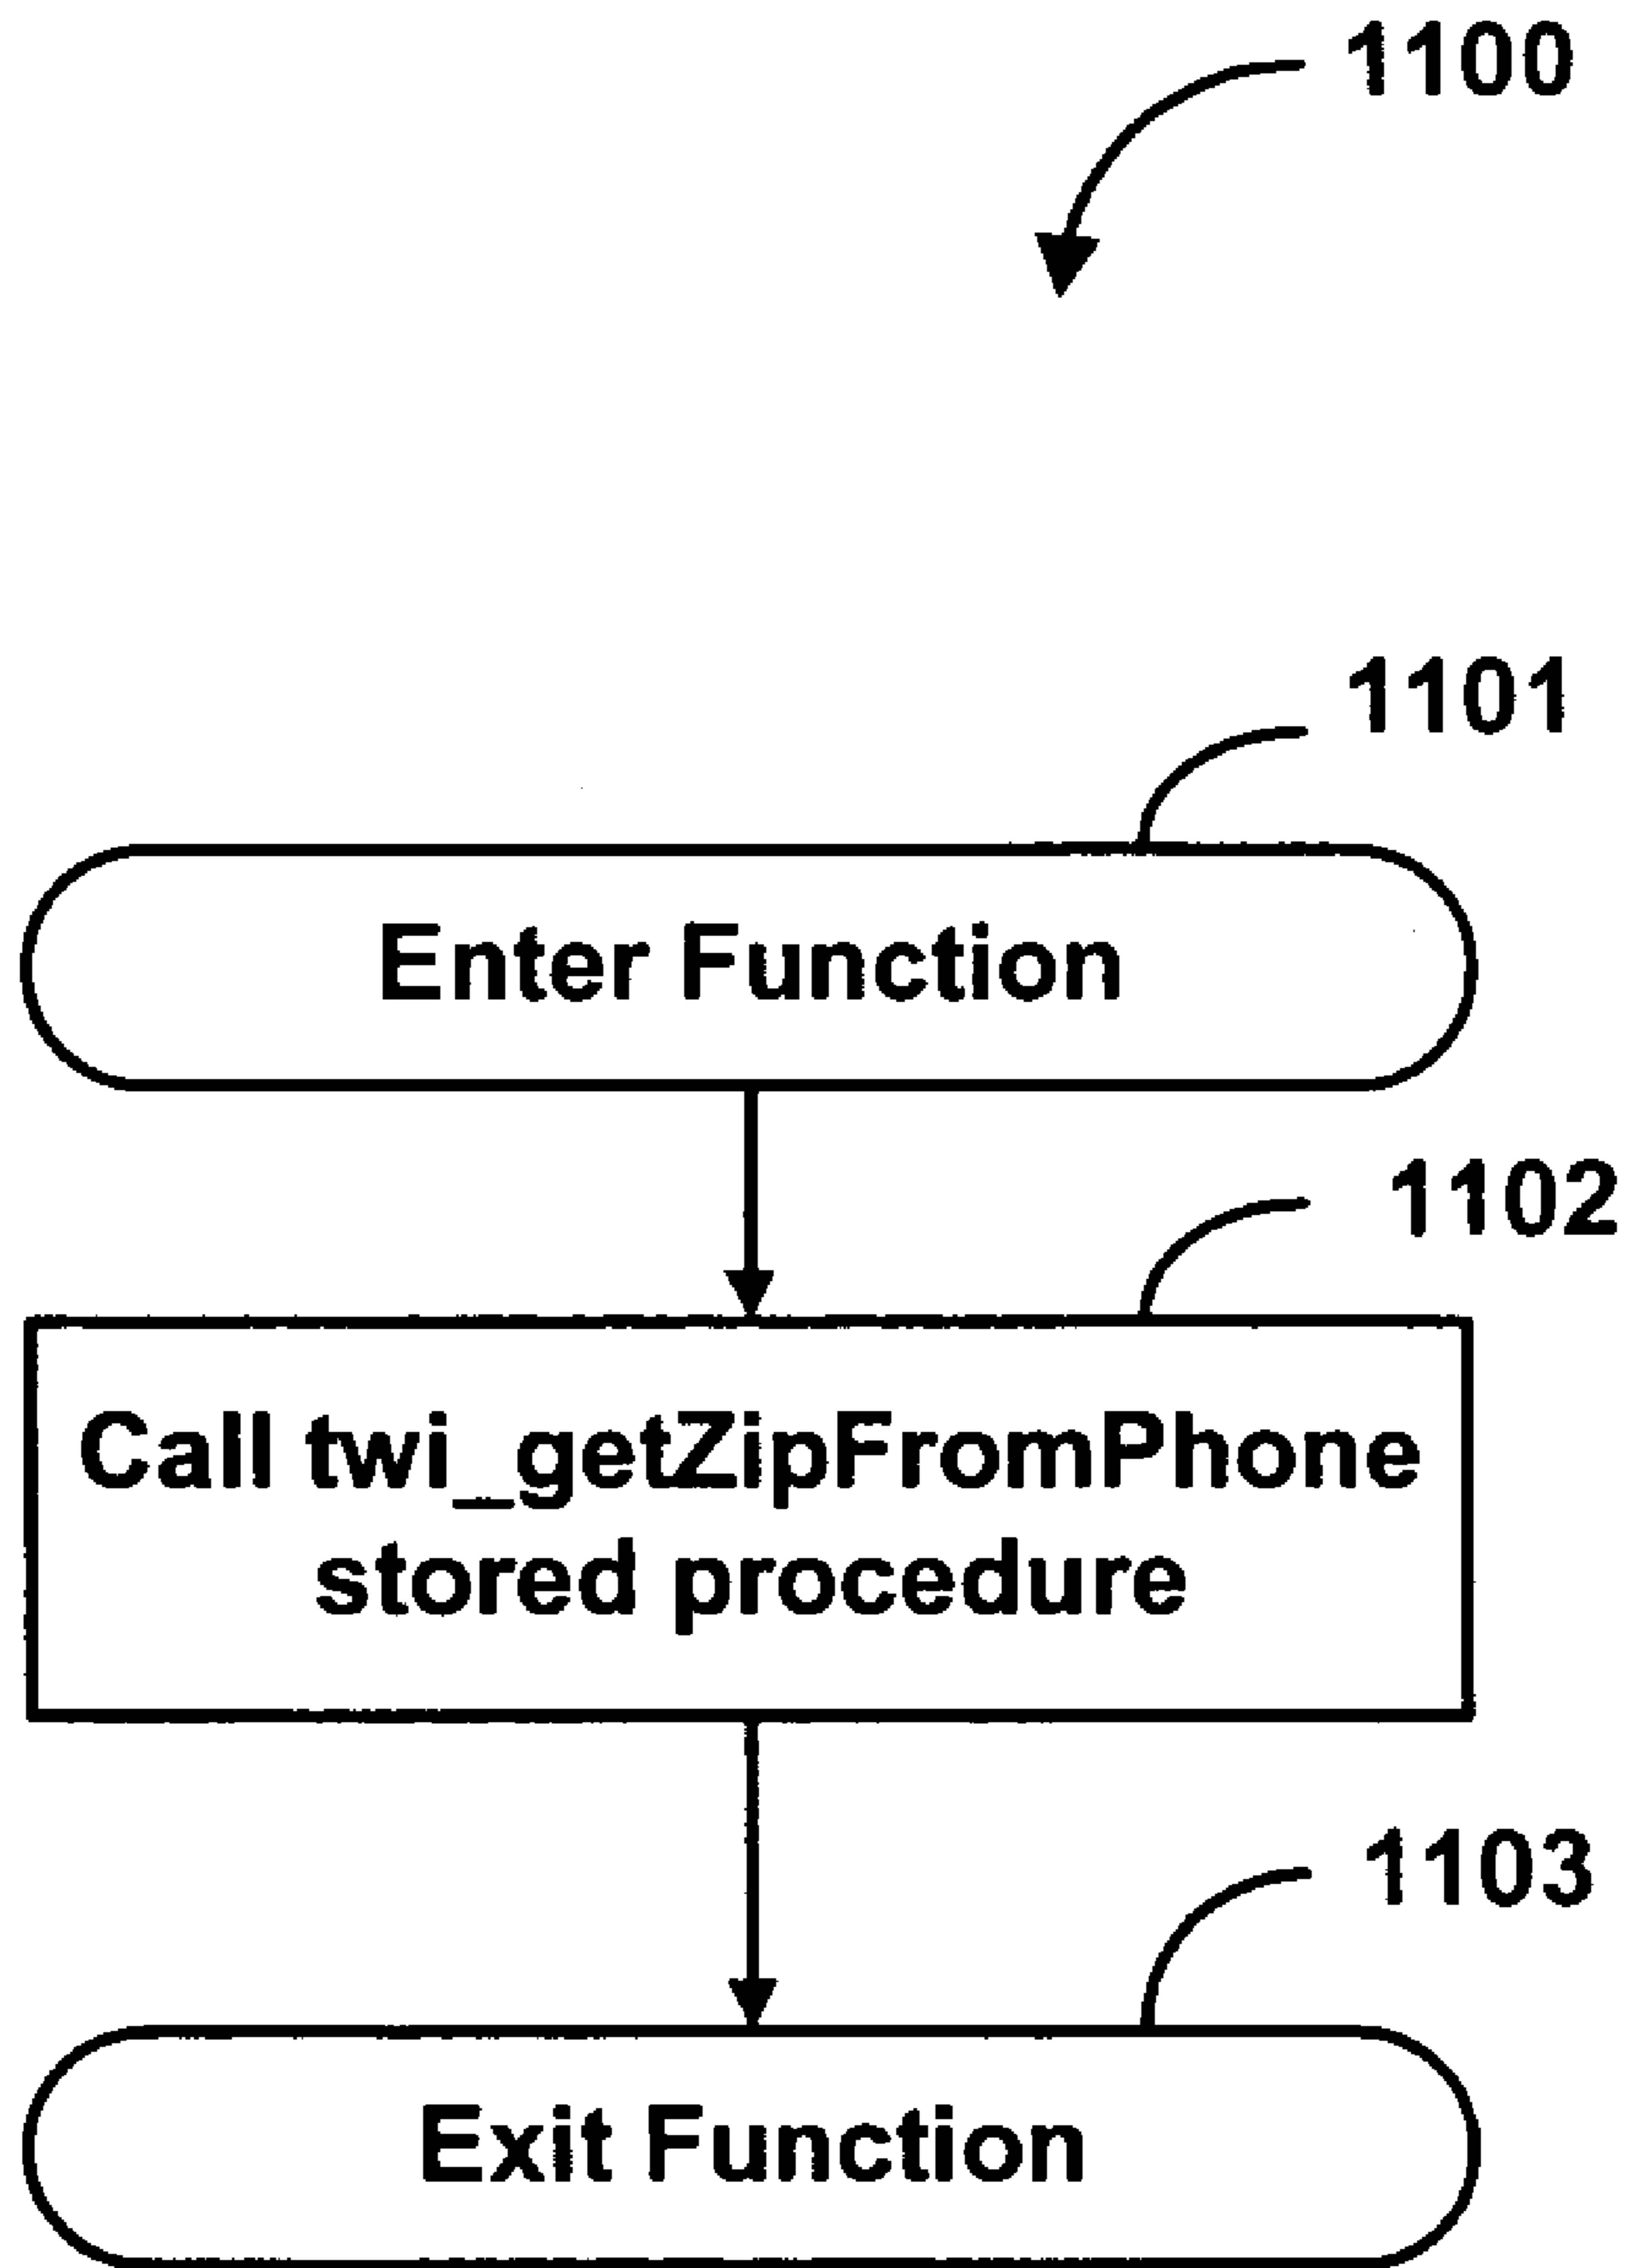 1100
1101
Enter Function
1102
Call twi_getZipFromPhone
stored procedure
1103
Exit Function